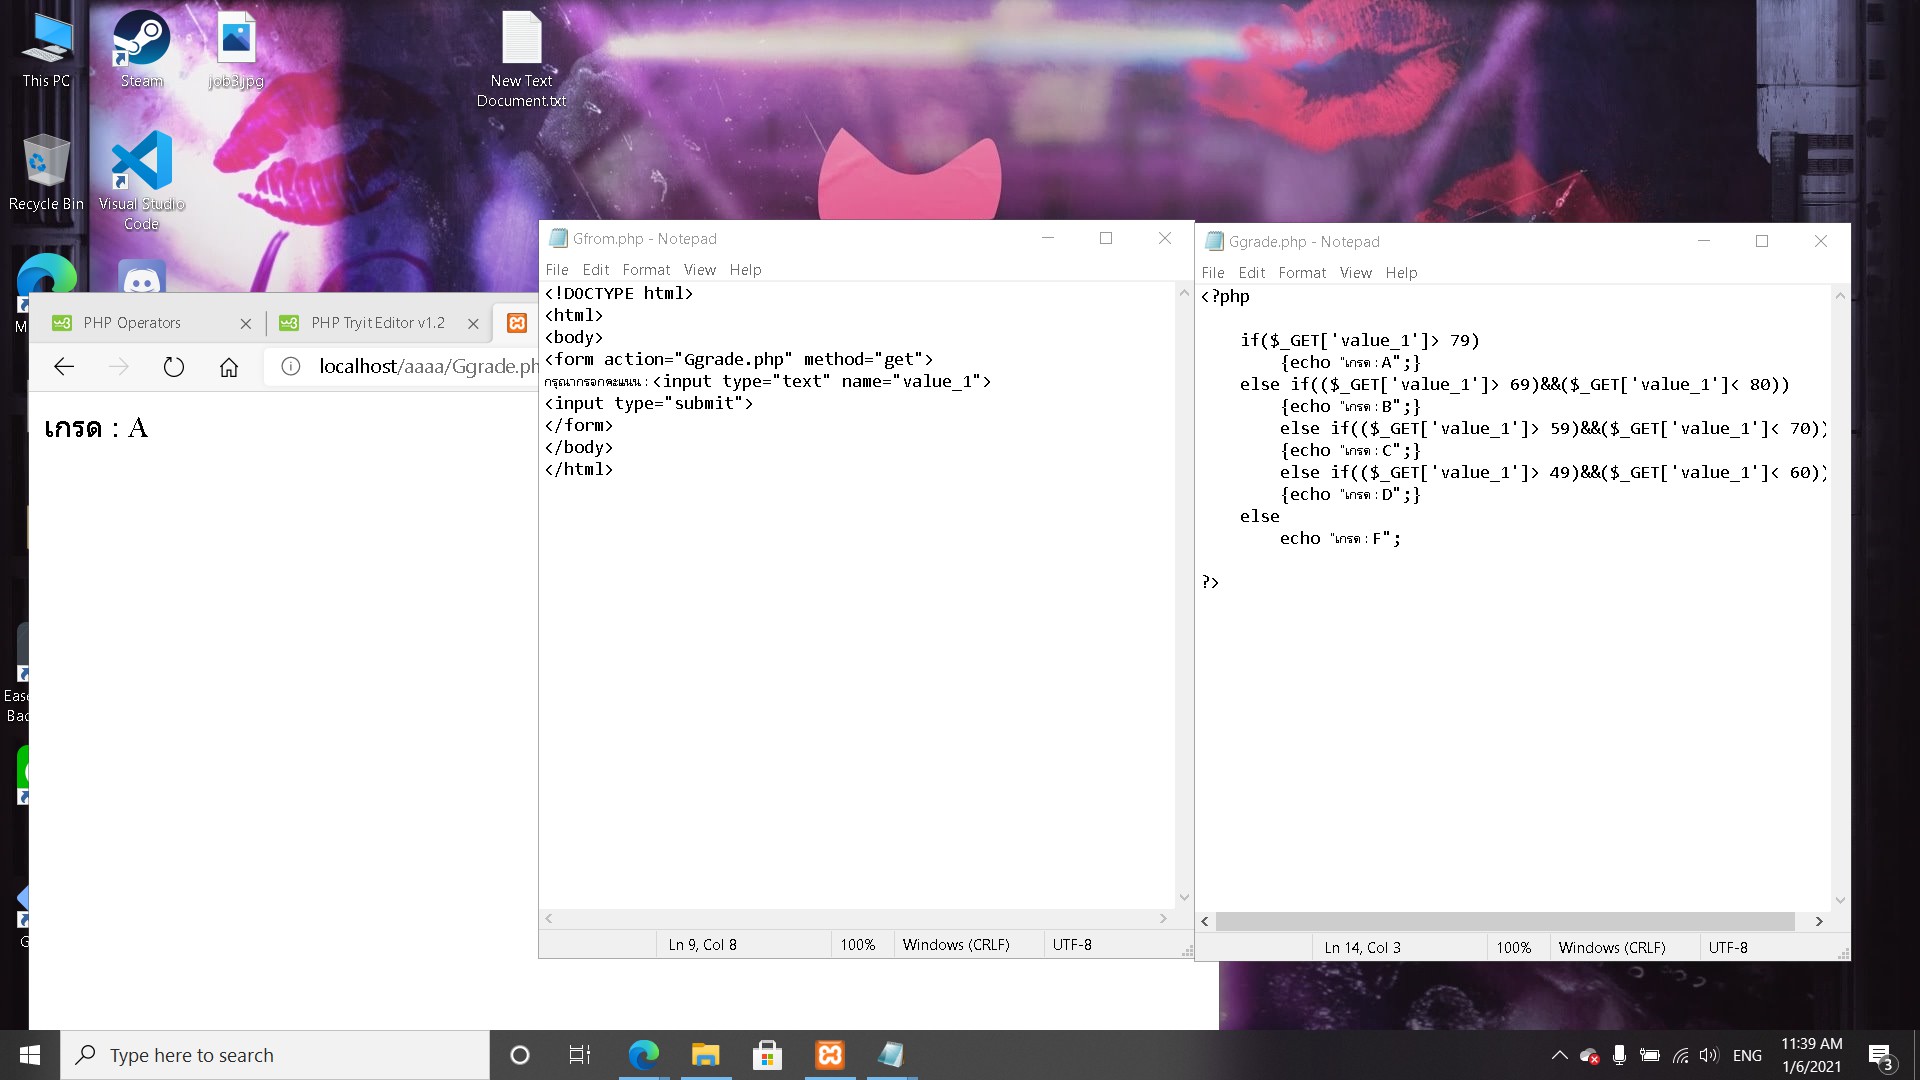 This PC
Steam
job3.jpg
New Text
Document.txt
Recycle Bin
Visual Studio
Code
PHP Operators
PHP Tryit Editor v1.2
localhost/aaaa/Ggrade.ph
เกรด : A
Gfrom.php - Notepad
File Edit Format View Help
<!DOCTYPE html>
<html>
<body>
<form action="Ggrade.php" method="get">
กรุณากรอกคะแนน : <input type="text" name="value_1">
<input type="submit">
</form>
</body>
</html>
Ln 9, Col 8
100%
Windows (CRLF)
UTF-8
Ggrade.php - Notepad
File Edit Format View Help
<?php
if($_GET['value_1']> 79)
{echo "เกรด : A";}
else if(($_GET['value_1']> 69)&&($_GET['value_1']< 80))
{echo "เกรด : B";}
else if(($_GET['value_1']> 59)&&($_GET['value_1']< 70))
{echo "เกรด : C";}
else if(($_GET['value_1']> 49)&&($_GET['value_1']< 60))
{echo "เกรด : D";}
else
echo "เกรด : F";
?>
Ln 14, Col 3
100%
Windows (CRLF)
UTF-8
M
Ease
Bac
G
Type here to search
ENG
11:39 AM
1/6/2021
3